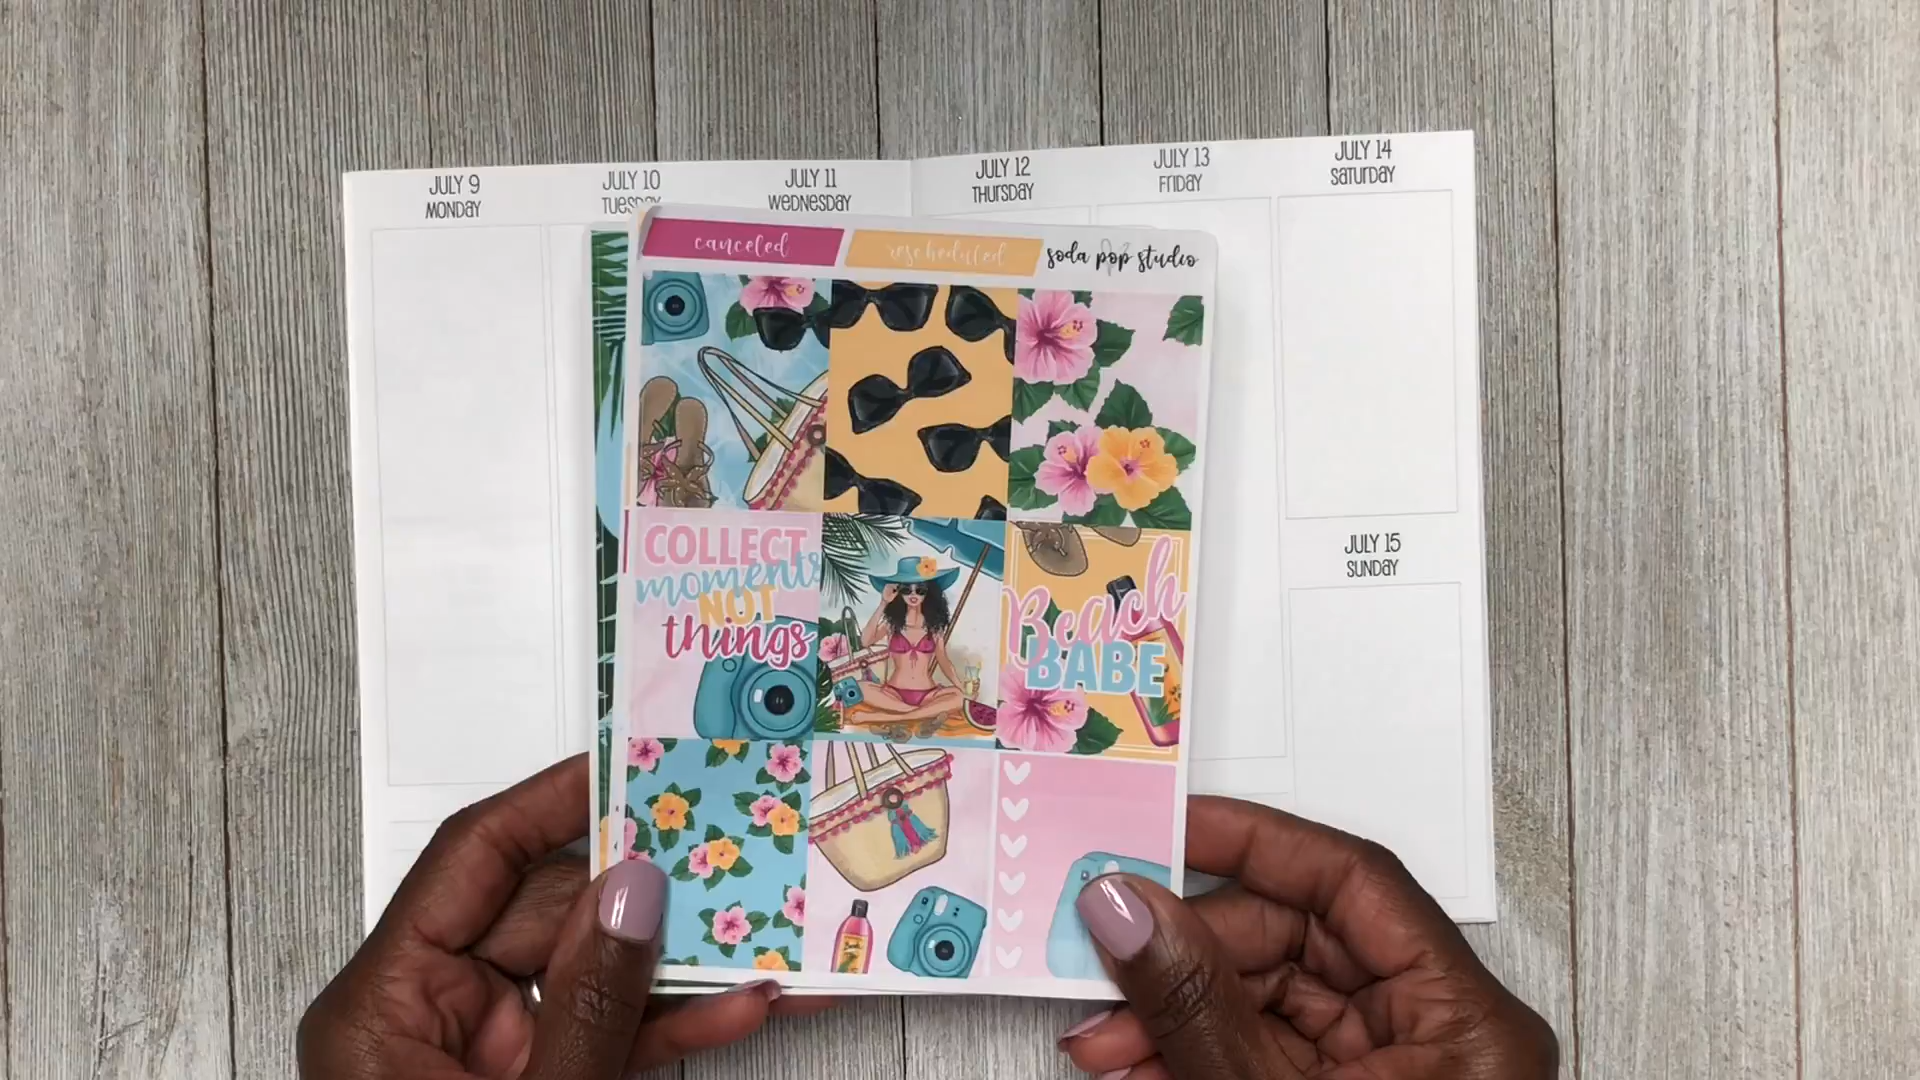 JULY 9
MONDAY
JULY 10
TUESDAY
JULY 11
WEDNESDAY
JULY 12
THURSDAY
JULY 13
FRIDAY
JULY 14
SATURDAY
JULY 15
SUNDAY
canceled
rescheduled
soda pop studio
COLLECT
moments
NOT
things
Beach
BABE